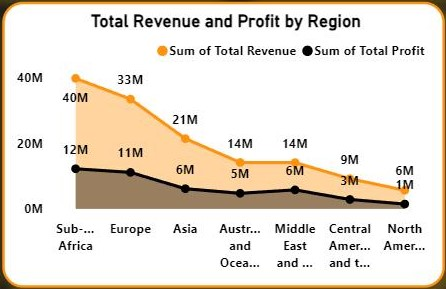 Total Revenue and Profit by Region
Sum of Total Revenue Sum of Total Profit
40M
20M
0M
40M
33M
21M
14M
14M
9M
6M
12M
11M
6M
5M
6M
3M
1M
Sub-...
Africa
Europe
Asia
Austr...
and
Ocea...
Middle
East
and ...
Central
Amer...
and t...
North
Amer...